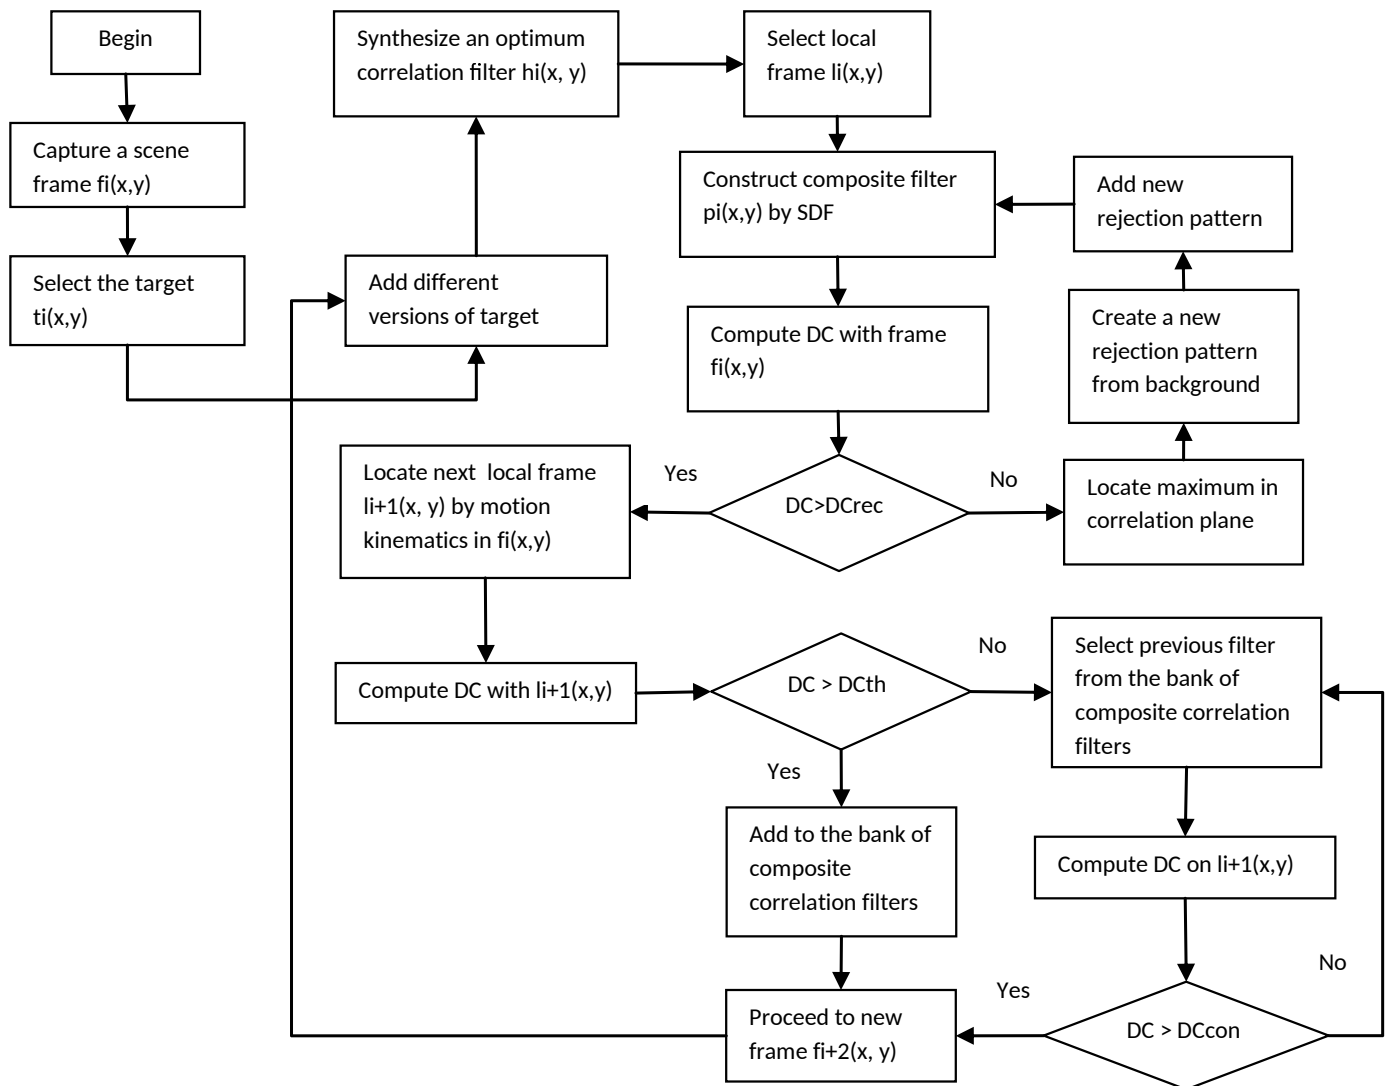 Begin
Capture a scene
frame fi(x,y)
Select the target
ti(x,y)
Add different
versions of target
Synthesize an optimum
correlation filter hi(x, y)
Select local
frame li(x,y)
Construct composite filter
pi(x,y) by SDF
Compute DC with frame
fi(x,y)
DC>DCrec
Yes
No
Locate maximum in
correlation plane
Create a new
rejection pattern
from background
Add new
rejection pattern
Locate next  local frame
li+1(x, y) by motion
kinematics in fi(x,y)
Compute DC with li+1(x,y)
DC > DCth
No
Yes
Select previous filter
from the bank of
composite correlation
filters
Add to the bank of
composite
correlation filters
Compute DC on li+1(x,y)
DC > DCcon
No
Yes
Proceed to new
frame fi+2(x, y)